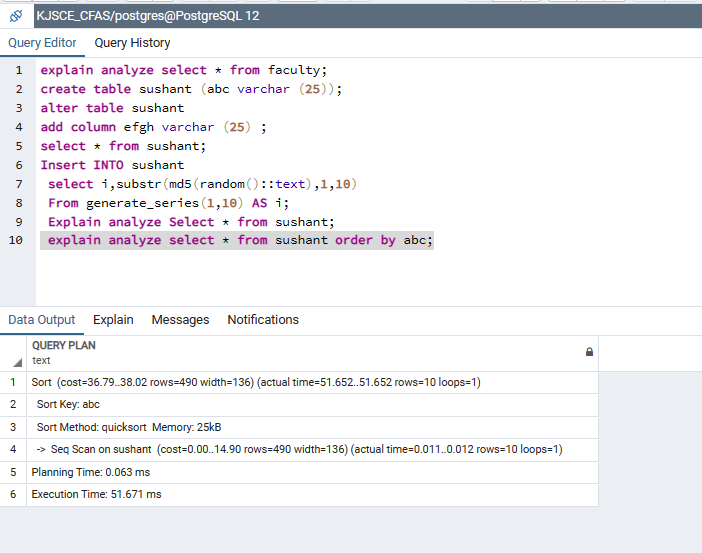 KJSCE_CFAS/postgres@PostgreSQL 12
Query Editor Query History
1 explain analyze select * from faculty;
2 create table sushant (abc varchar (25));
3 alter table sushant
4 add column efgh varchar (25) ;
5 select * from sushant;
6 Insert INTO sushant
7 select i,substr(md5(random()::text),1,10)
8 From generate_series(1,10) AS i;
9 Explain analyze Select * from sushant;
10 explain analyze select * from sushant order by abc;
Data Output Explain Messages Notifications
QUERY PLAN
text
1 Sort (cost=36.79..38.02 rows=490 width=136) (actual time=51.652..51.652 rows=10 loops=1)
2 Sort Key: abc
3 Sort Method: quicksort Memory: 25kB
4 -> Seq Scan on sushant (cost=0.00..14.90 rows=490 width=136) (actual time=0.011..0.012 rows=10 loops=1)
5 Planning Time: 0.063 ms
6 Execution Time: 51.671 ms